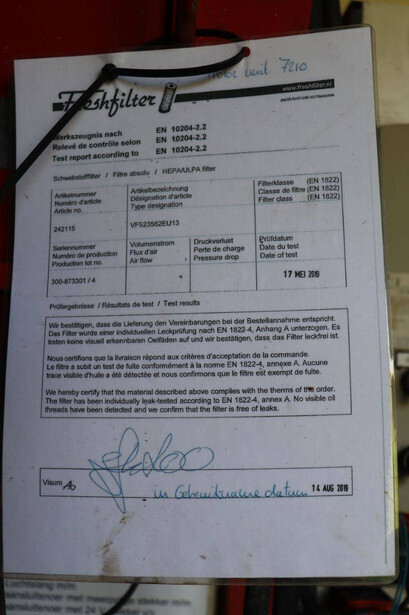 unit 7210
Freshfilter
www.freshfilter.nl
Werkszeugnis nach EN 10204-2.2
Relevé de contrôle selon EN 10204-2.2
Test report according to EN 10204-2.2
Schwebstofffilter / Filtre absolu / HEPA/ULPA filter
Artikelnummer Artikelbezeichnung Filterklasse (EN 1822)
Numéro d'article Désignation d'article Classe de filtre (EN 1822)
Article no. Type designation Filter class (EN 1822)
242115 VF523552EU13
Seriennummer Volumenstrom Druckverlust Prüfdatum
Numéro de production Flux d'air Perte de charge Date du test
Production lot no. Air flow Pressure drop Date of test
300-873301 / 4 17 MEI 2019
Prüfergebnisse / Résultats de test / Test results
Wir bestätigen, dass die Lieferung den Vereinbarungen bei der Bestellannahme entspricht.
Das Filter wurde einer individuellen Leckprüfung nach EN 1822-4, Anhang A unterzogen. Es
treten keine visuell erkennbaren Oelfäden auf und wir bestätigen, dass das Filter leckfrei ist.
Nous certifions que la livraison répond aux critères d'acceptation de la commande.
Le filtre a subi un test de fuite conformément à la norme EN 1822-4, annexe A. Aucune
trace visible d'huile a été détectée et nous confirmons que le filtre est exempt de fuite.
We hereby certify that the material described above complies with the therms of the order.
The filter has been individually leak-tested according to EN 1822-4, annex A. No visible oil
threads have been detected and we confirm that the filter is free of leaks.
Visum in Gebruikname datum 14 AUG 2019